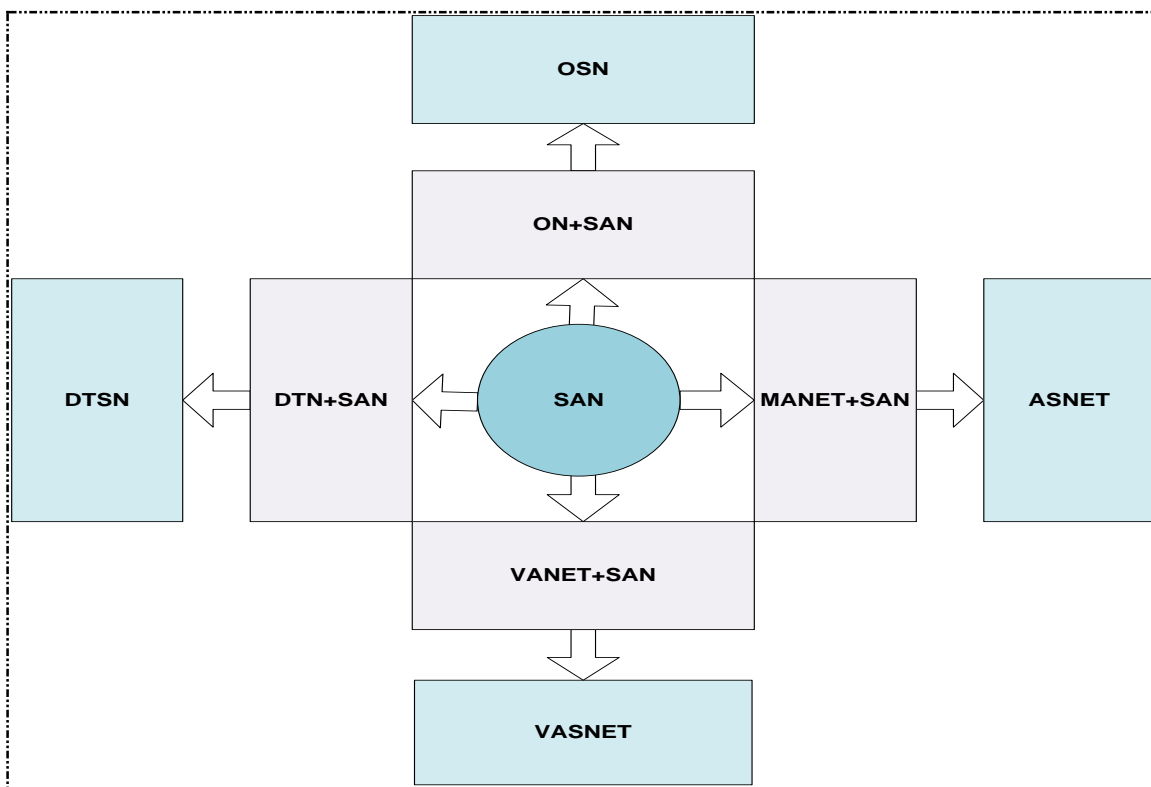 OSN
ON+SAN
DTSN
DTN+SAN
SAN
MANET+SAN
ASNET
VANET+SAN
VASNET